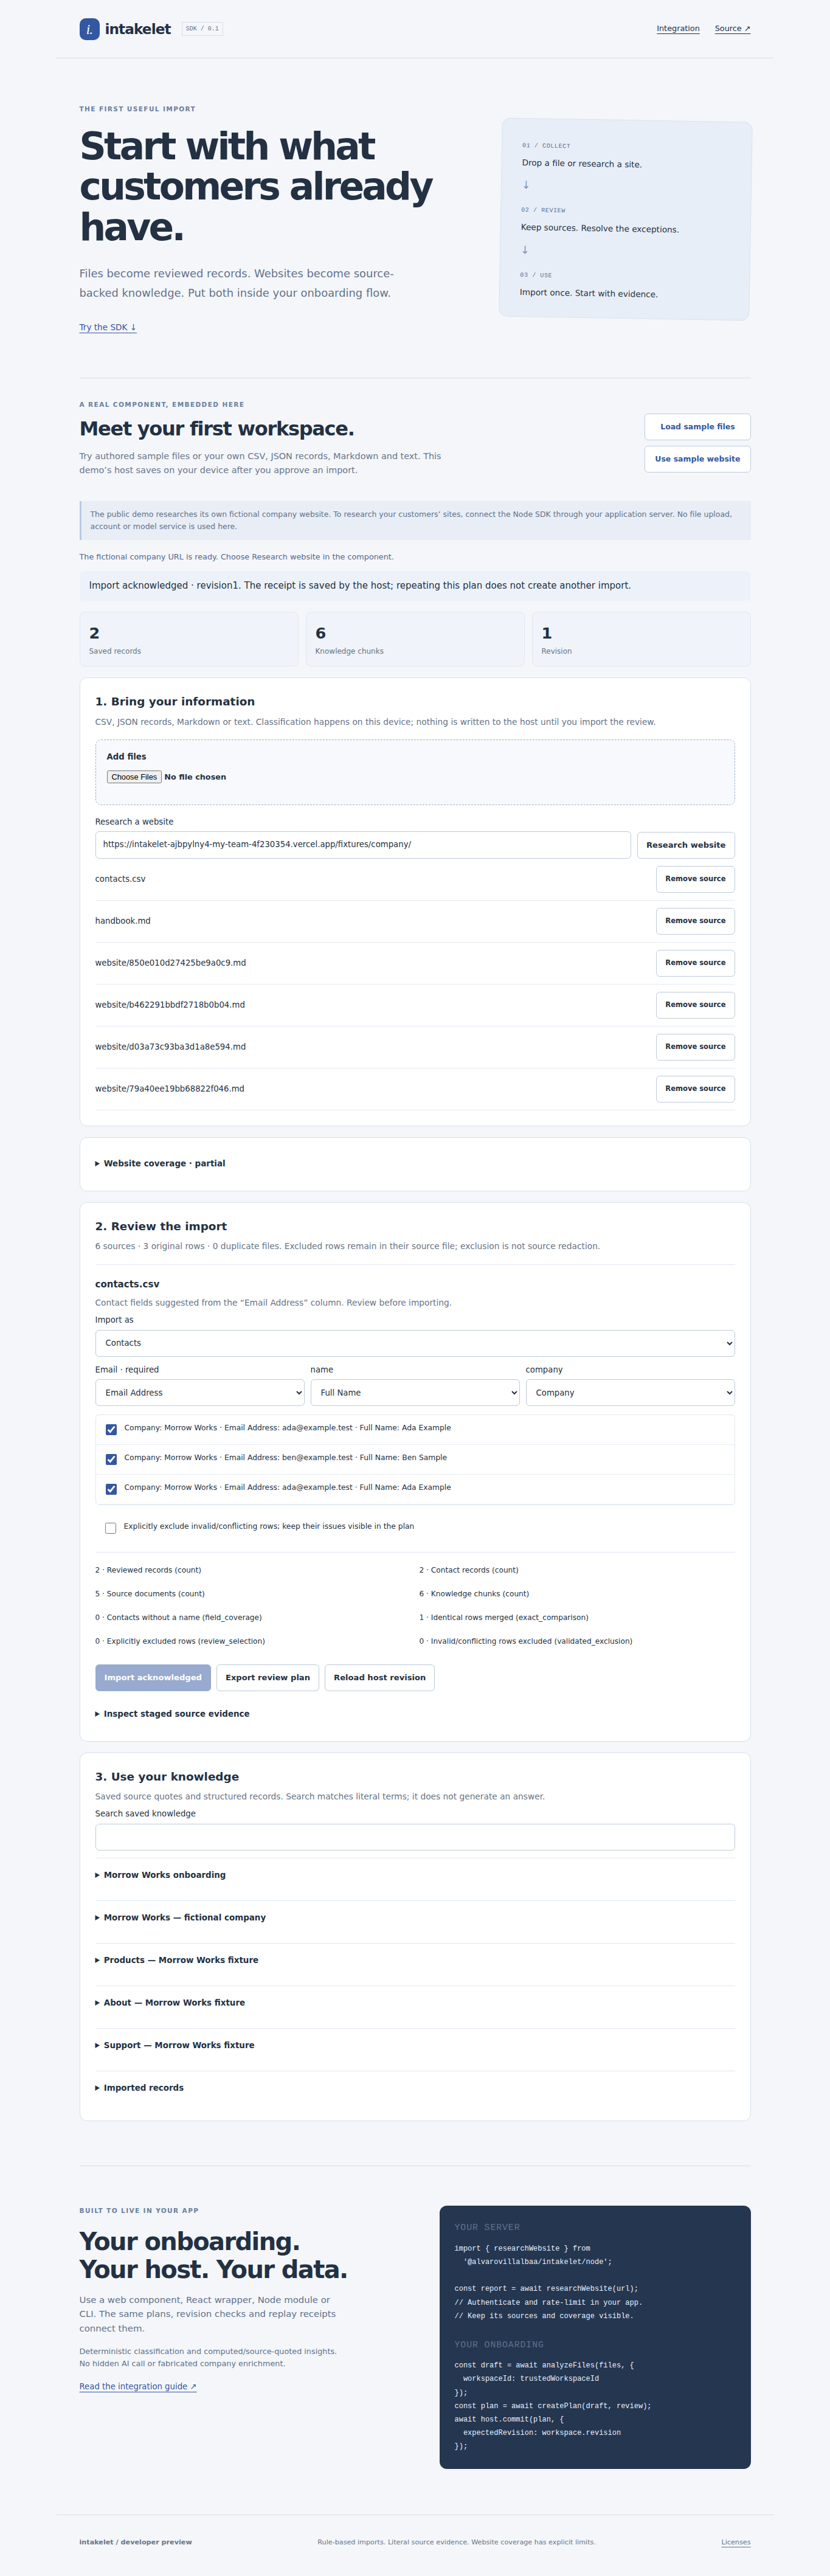 i. intakelet SDK / 0.1 Integration Source ↗
THE FIRST USEFUL IMPORT
Start with what
customers already
have.
Files become reviewed records. Websites become source-
backed knowledge. Put both inside your onboarding flow.
Try the SDK ↓
01 / COLLECT
Drop a file or research a site.
↓
02 / REVIEW
Keep sources. Resolve the exceptions.
↓
03 / USE
Import once. Start with evidence.
A REAL COMPONENT, EMBEDDED HERE
Meet your first workspace.
Try authored sample files or your own CSV, JSON records, Markdown and text. This
demo’s host saves on your device after you approve an import.
Load sample files
Use sample website
The public demo researches its own fictional company website. To research your customers’ sites, connect the Node SDK through your application server. No file upload,
account or model service is used here.
The fictional company URL is ready. Choose Research website in the component.
Import acknowledged · revision1. The receipt is saved by the host; repeating this plan does not create another import.
2
Saved records
6
Knowledge chunks
1
Revision
1. Bring your information
CSV, JSON records, Markdown or text. Classification happens on this device; nothing is written to the host until you import the review.
Add files
Choose Files No file chosen
Research a website
https://intakelet-ajbpylny4-my-team-4f230354.vercel.app/fixtures/company/ Research website
contacts.csv Remove source
handbook.md Remove source
website/850e010d27425be9a0c9.md Remove source
website/b462291bbdf2718b0b04.md Remove source
website/d03a73c93ba3d1a8e594.md Remove source
website/79a40ee19bb68822f046.md Remove source
▶ Website coverage · partial
2. Review the import
6 sources · 3 original rows · 0 duplicate files. Excluded rows remain in their source file; exclusion is not source redaction.
contacts.csv
Contact fields suggested from the “Email Address” column. Review before importing.
Import as
Contacts
Email · required name company
Email Address Full Name Company
Company: Morrow Works · Email Address: ada@example.test · Full Name: Ada Example
Company: Morrow Works · Email Address: ben@example.test · Full Name: Ben Sample
Company: Morrow Works · Email Address: ada@example.test · Full Name: Ada Example
Explicitly exclude invalid/conflicting rows; keep their issues visible in the plan
2 · Reviewed records (count) 2 · Contact records (count)
5 · Source documents (count) 6 · Knowledge chunks (count)
0 · Contacts without a name (field_coverage) 1 · Identical rows merged (exact_comparison)
0 · Explicitly excluded rows (review_selection) 0 · Invalid/conflicting rows excluded (validated_exclusion)
Import acknowledged Export review plan Reload host revision
▶ Inspect staged source evidence
3. Use your knowledge
Saved source quotes and structured records. Search matches literal terms; it does not generate an answer.
Search saved knowledge
▶ Morrow Works onboarding
▶ Morrow Works — fictional company
▶ Products — Morrow Works fixture
▶ About — Morrow Works fixture
▶ Support — Morrow Works fixture
▶ Imported records
BUILT TO LIVE IN YOUR APP
Your onboarding.
Your host. Your data.
Use a web component, React wrapper, Node module or
CLI. The same plans, revision checks and replay receipts
connect them.
Deterministic classification and computed/source-quoted insights.
No hidden AI call or fabricated company enrichment.
Read the integration guide ↗
YOUR SERVER
import { researchWebsite } from
'@alvarovillalbaa/intakelet/node';
const report = await researchWebsite(url);
// Authenticate and rate-limit in your app.
// Keep its sources and coverage visible.
YOUR ONBOARDING
const draft = await analyzeFiles(files, {
workspaceId: trustedWorkspaceId
});
const plan = await createPlan(draft, review);
await host.commit(plan, {
expectedRevision: workspace.revision
});
intakelet / developer preview Rule-based imports. Literal source evidence. Website coverage has explicit limits. Licenses